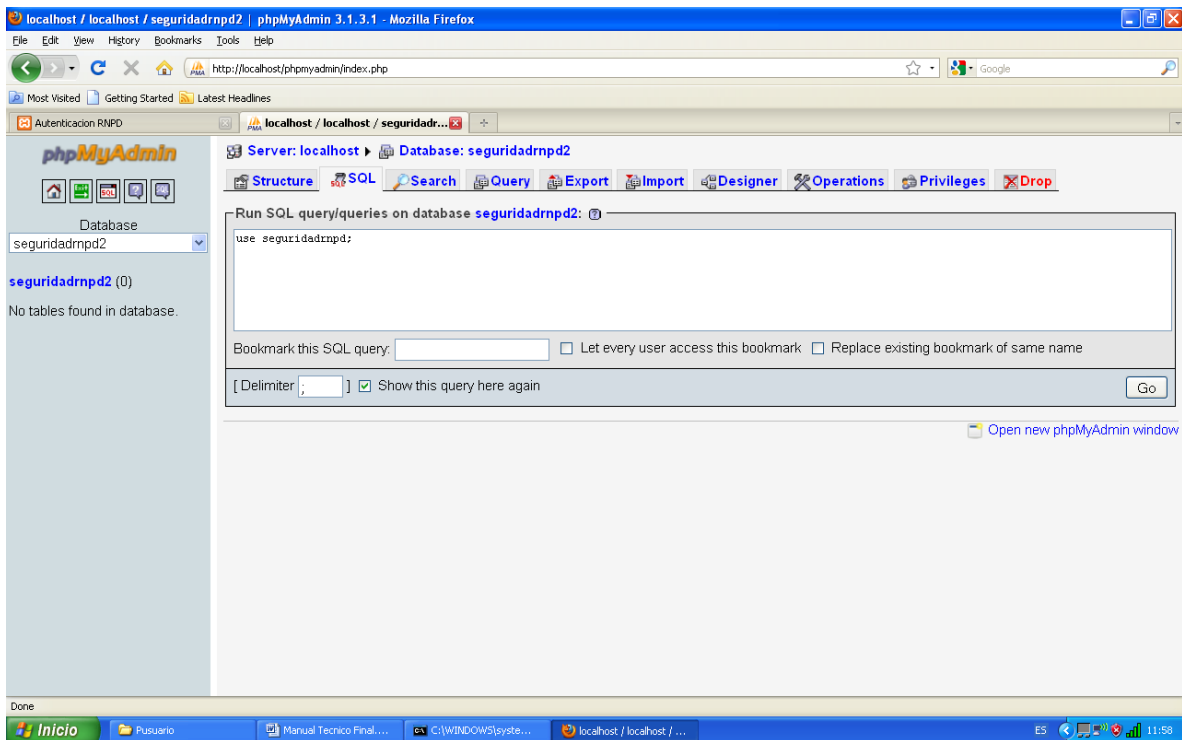 localhost / localhost / seguridadrnpd2 | phpMyAdmin 3.1.3.1 - Mozilla Firefox
File Edit View History Bookmarks Tools Help
http://localhost/phpmyadmin/index.php
Google
Most Visited Getting Started Latest Headlines
Autenticacion RNPD
localhost / localhost / seguridadr...
phpMyAdmin
Server: localhost Database: seguridadrnpd2
Structure SQL Search Query Export Import Designer Operations Privileges Drop
Database
seguridadrnpd2
seguridadrnpd2 (0)
No tables found in database.
Run SQL query/queries on database seguridadrnpd2:
use seguridadrnpd;
Bookmark this SQL query: Let every user access this bookmark Replace existing bookmark of same name
[ Delimiter ; ] Show this query here again Go
Open new phpMyAdmin window
Done
Inicio Pusuario Manual Tecnico Final.... C:\WINDOWS\syste... localhost / localhost / ... ES 11:58